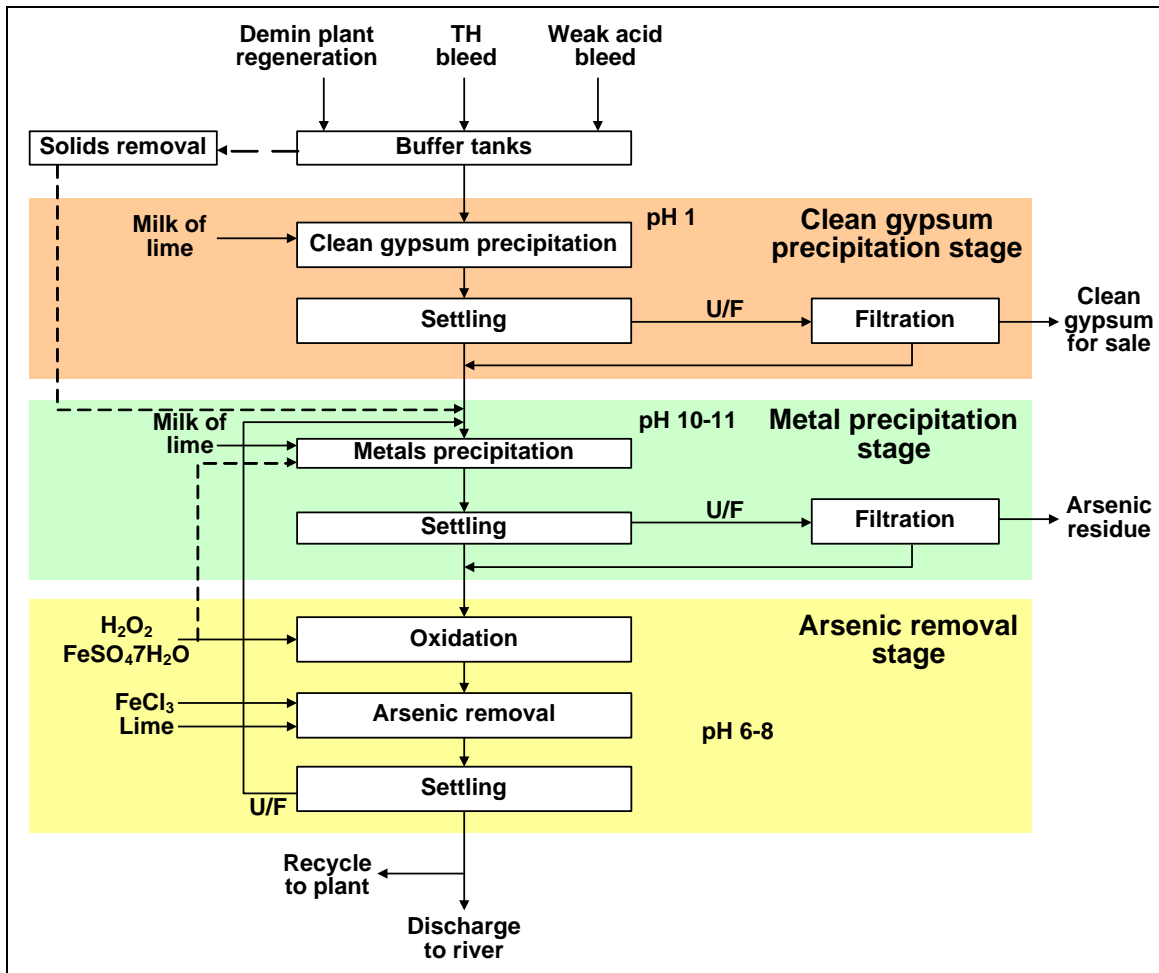 Demin plant
regeneration
TH
bleed
Weak acid
bleed
Solids removal
Buffer tanks
Milk of
lime
Clean gypsum precipitation
pH 1
Clean gypsum
precipitation stage
Settling
U/F
Filtration
Clean
gypsum
for sale
Milk of
lime
Metals precipitation
pH 10-11
Metal precipitation
stage
Settling
U/F
Filtration
Arsenic
residue
H₂O₂
FeSO₄7H₂O
Oxidation
Arsenic removal
stage
FeCl₃
Lime
Arsenic removal
pH 6-8
Settling
U/F
Recycle
to plant
Discharge
to river